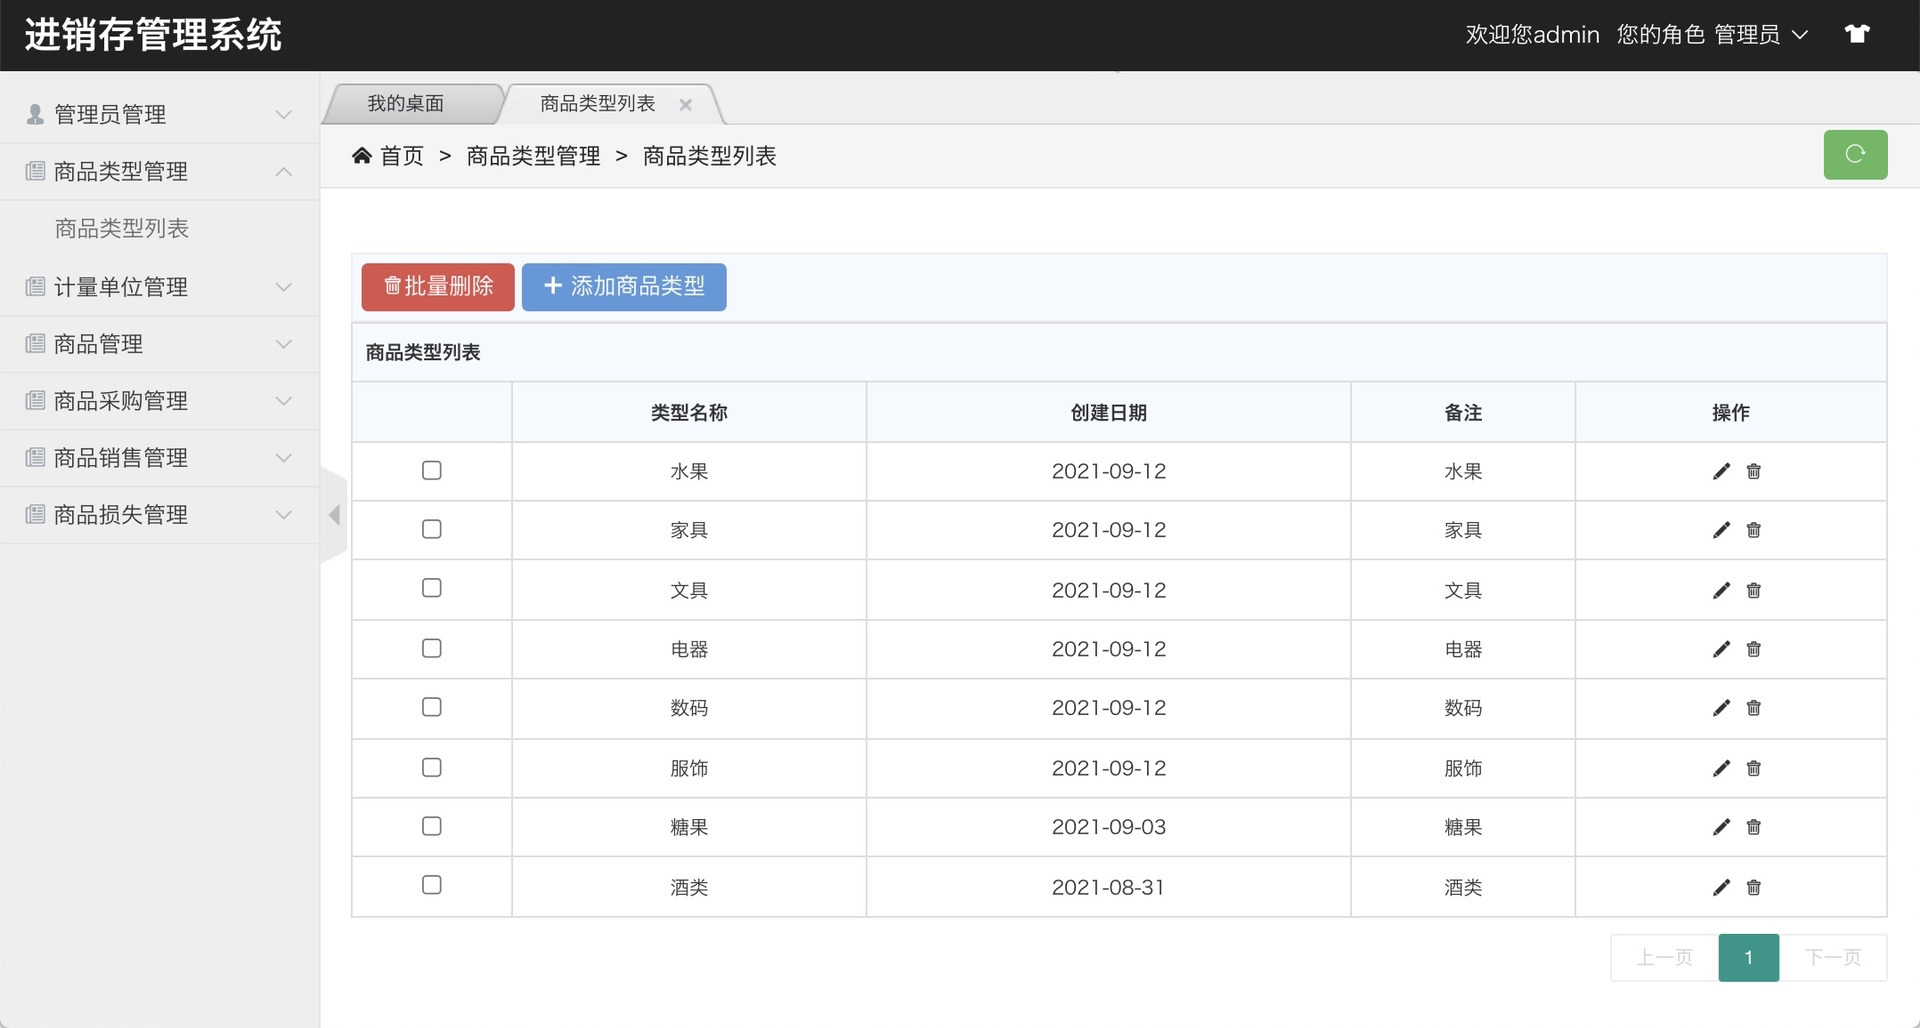 进销存管理系统
欢迎您admin 您的角色 管理员
管理员管理
商品类型管理
商品类型列表
计量单位管理
商品管理
商品采购管理
商品销售管理
商品损失管理
我的桌面 商品类型列表
首页 > 商品类型管理 > 商品类型列表
批量删除 添加商品类型
商品类型列表
类型名称 创建日期 备注 操作
水果 2021-09-12 水果
家具 2021-09-12 家具
文具 2021-09-12 文具
电器 2021-09-12 电器
数码 2021-09-12 数码
服饰 2021-09-12 服饰
糖果 2021-09-03 糖果
酒类 2021-08-31 酒类
上一页 1 下一页